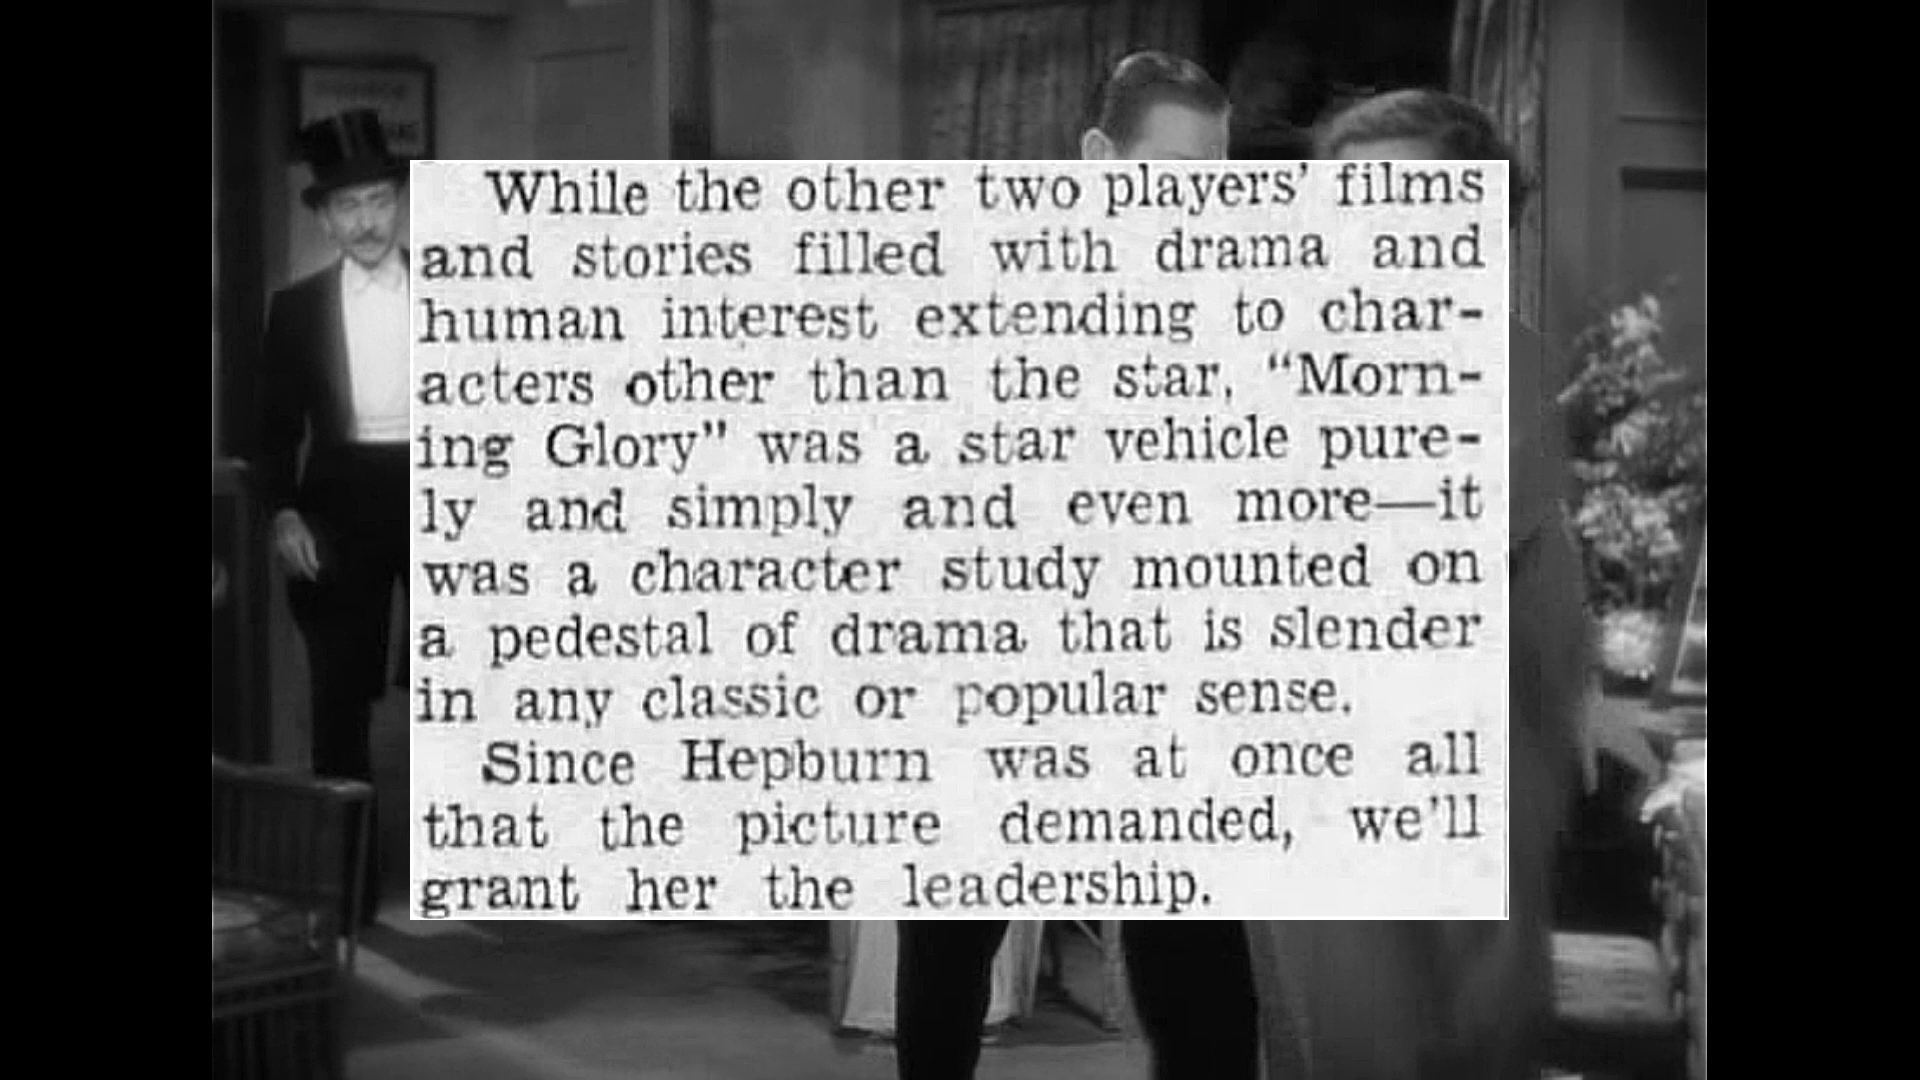 While the other two players' films
and stories filled with drama and
human interest extending to char-
acters other than the star, "Morn-
ing Glory" was a star vehicle pure-
ly and simply and even more—it
was a character study mounted on
a pedestal of drama that is slender
in any classic or popular sense.
Since Hepburn was at once all
that the picture demanded, we'll
grant her the leadership.